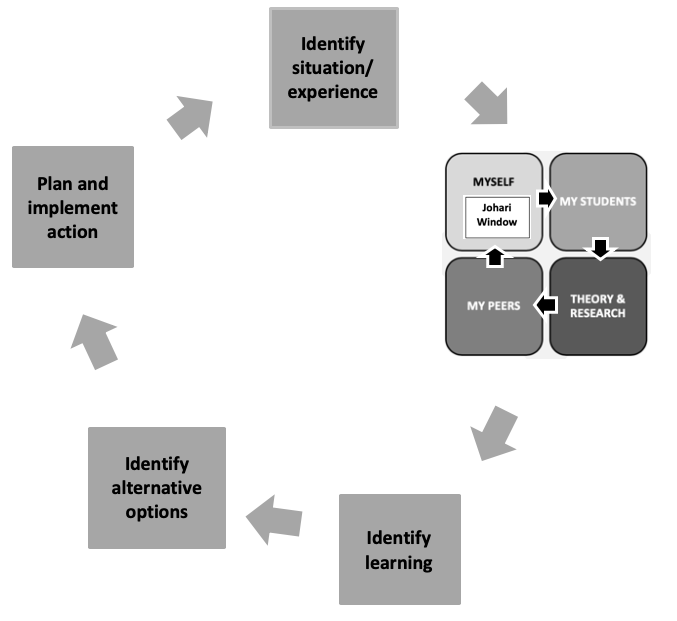 Identify
situation/
experience
Plan and
implement
action
MYSELF
Johari
Window
MY STUDENTS
MY PEERS
THEORY &
RESEARCH
Identify
alternative
options
Identify
learning